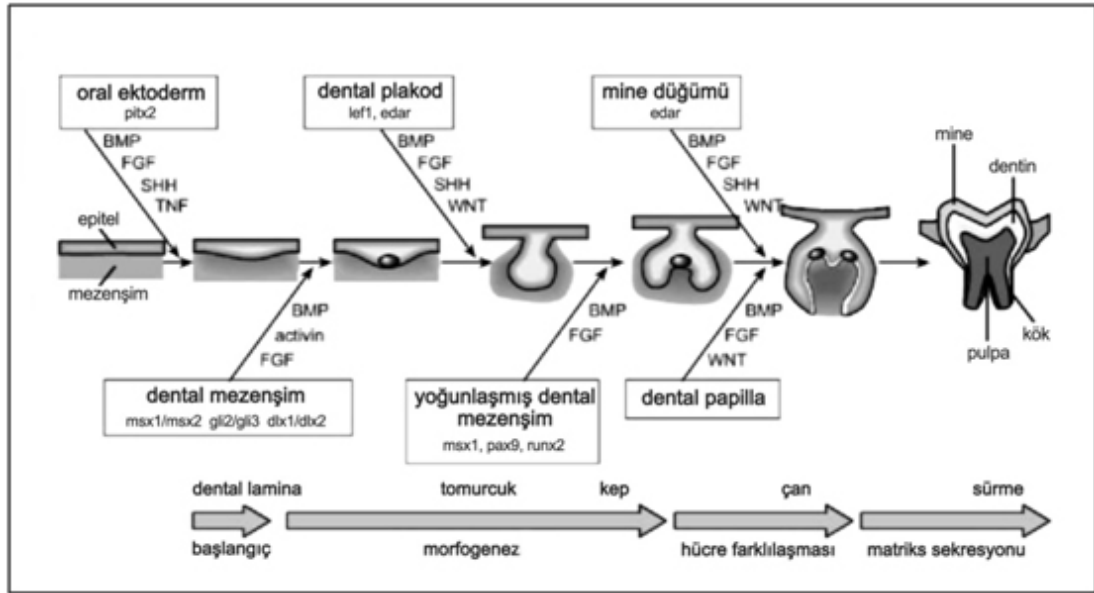 oral ektoderm
pitx2
BMP
FGF
SHH
TNF
epitel
mezenşim
dental plakod
lef1, edar
BMP
FGF
SHH
WNT
mine düğümü
edar
BMP
FGF
SHH
WNT
mine
dentin
kök
pulpa
BMP
activin
FGF
dental mezenşim
msx1/msx2 gli2/gli3 dlx1/dlx2
BMP
FGF
yoğunlaşmış dental
mezenşim
msx1, pax9, runx2
BMP
FGF
WNT
dental papilla
dental lamina
tomurcuk
kep
çan
sürme
başlangıç
morfogenez
hücre farklılaşması
matriks sekresyonu